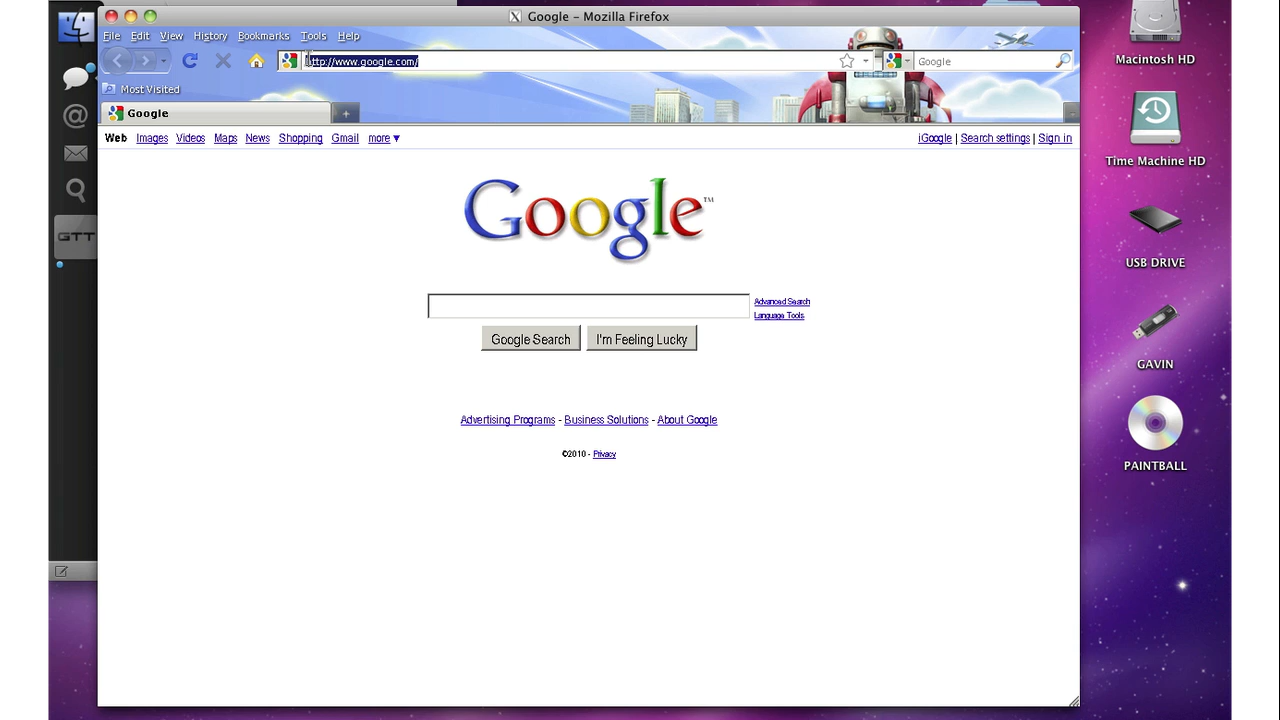 Google – Mozilla Firefox
File Edit View History Bookmarks Tools Help
http://www.google.com/
Google
Most Visited
Google
Web Images Videos Maps News Shopping Gmail more ▼
iGoogle | Search settings | Sign in
Google™
Advanced Search
Language Tools
Google Search I'm Feeling Lucky
Advertising Programs - Business Solutions - About Google
©2010 - Privacy
GTT
Macintosh HD
Time Machine HD
USB DRIVE
GAVIN
PAINTBALL